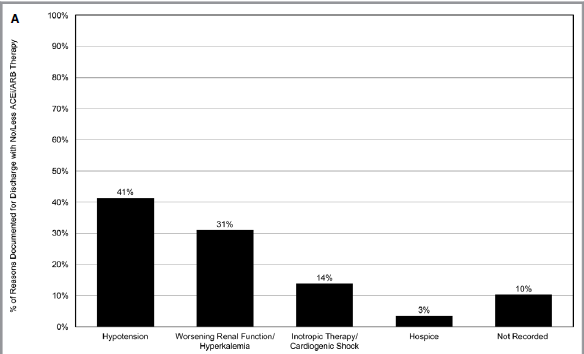 A
% of Reasons Documented for Discharge with No/Less ACEi/ARB Therapy
100%
90%
80%
70%
60%
50%
40%
30%
20%
10%
0%
41%
31%
14%
3%
10%
Hypotension
Worsening Renal Function/
Hyperkalemia
Inotropic Therapy/
Cardiogenic Shock
Hospice
Not Recorded